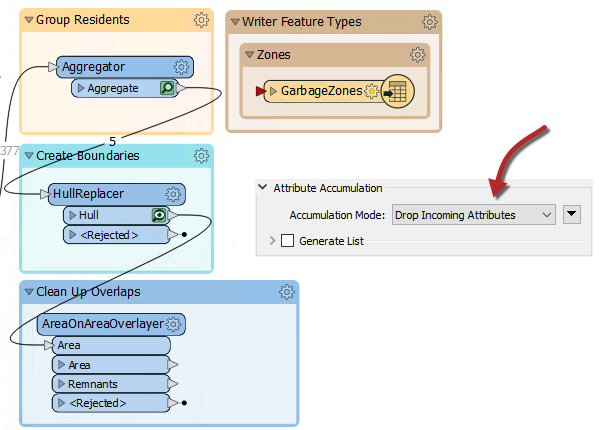 Group Residents
Aggregator
Aggregate
5
377
Create Boundaries
HullReplacer
Hull
<Rejected>
Clean Up Overlaps
AreaOnAreaOverlayer
Area
Area
Remnants
<Rejected>
Writer Feature Types
Zones
GarbageZones
Attribute Accumulation
Accumulation Mode: Drop Incoming Attributes
Generate List